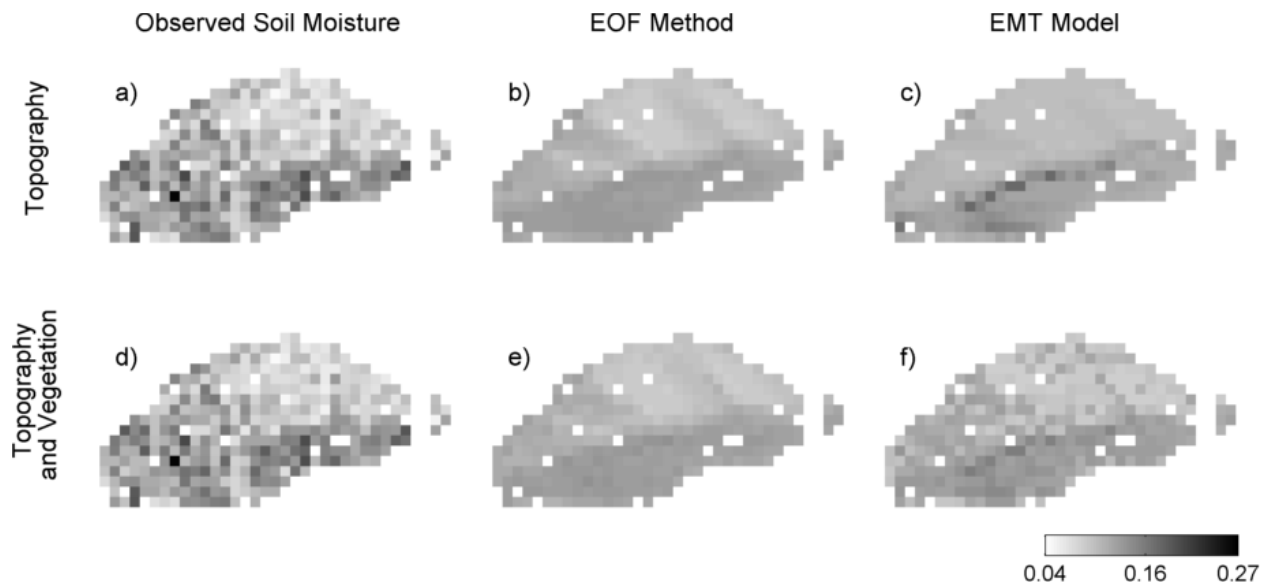 Observed Soil Moisture EOF Method EMT Model
Topography
a) b) c)
Topography
and Vegetation
d) e) f)
0.04 0.16 0.27